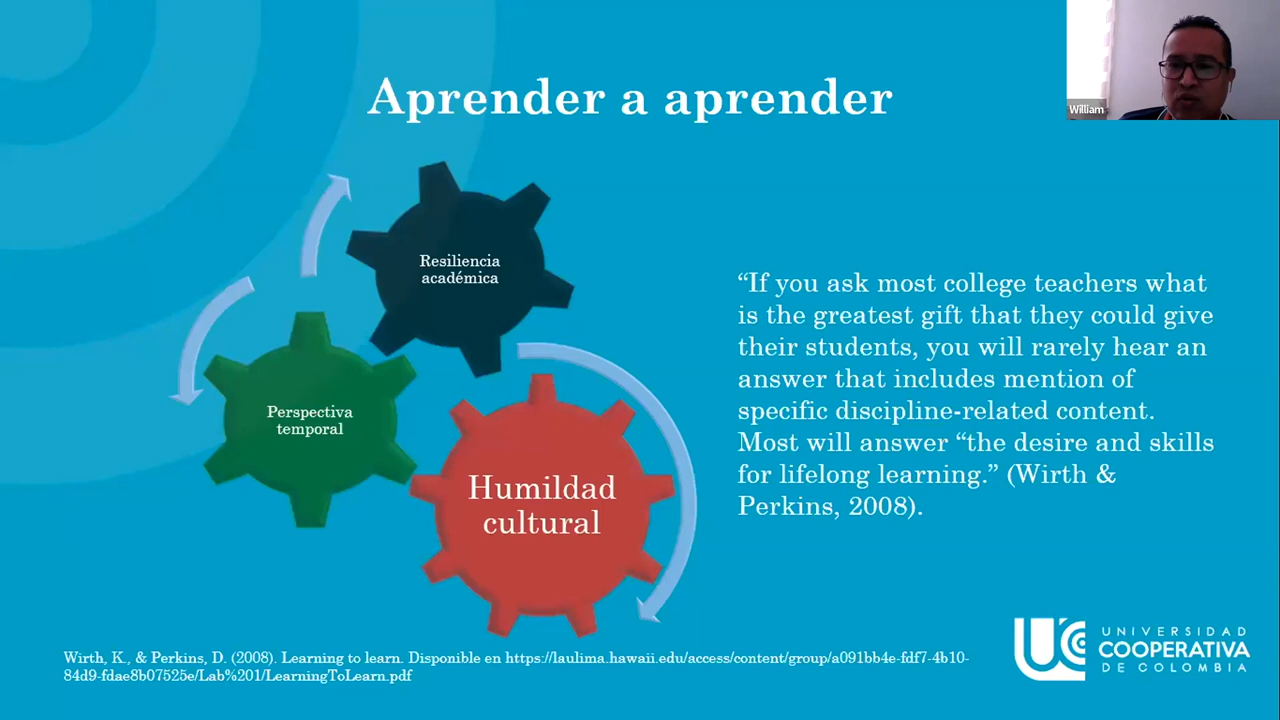 William
Aprender a aprender
Resiliencia
académica
Perspectiva
temporal
Humildad
cultural
“If you ask most college teachers what
is the greatest gift that they could give
their students, you will rarely hear an
answer that includes mention of
specific discipline-related content.
Most will answer “the desire and skills
for lifelong learning.” (Wirth &
Perkins, 2008).
Wirth, K., & Perkins, D. (2008). Learning to learn. Disponible en https://laulima.hawaii.edu/access/content/group/a091bb4e-fdf7-4b10-
84d9-fdae8b07525e/Lab%201/LearningToLearn.pdf
UNIVERSIDAD
COOPERATIVA
DE COLOMBIA